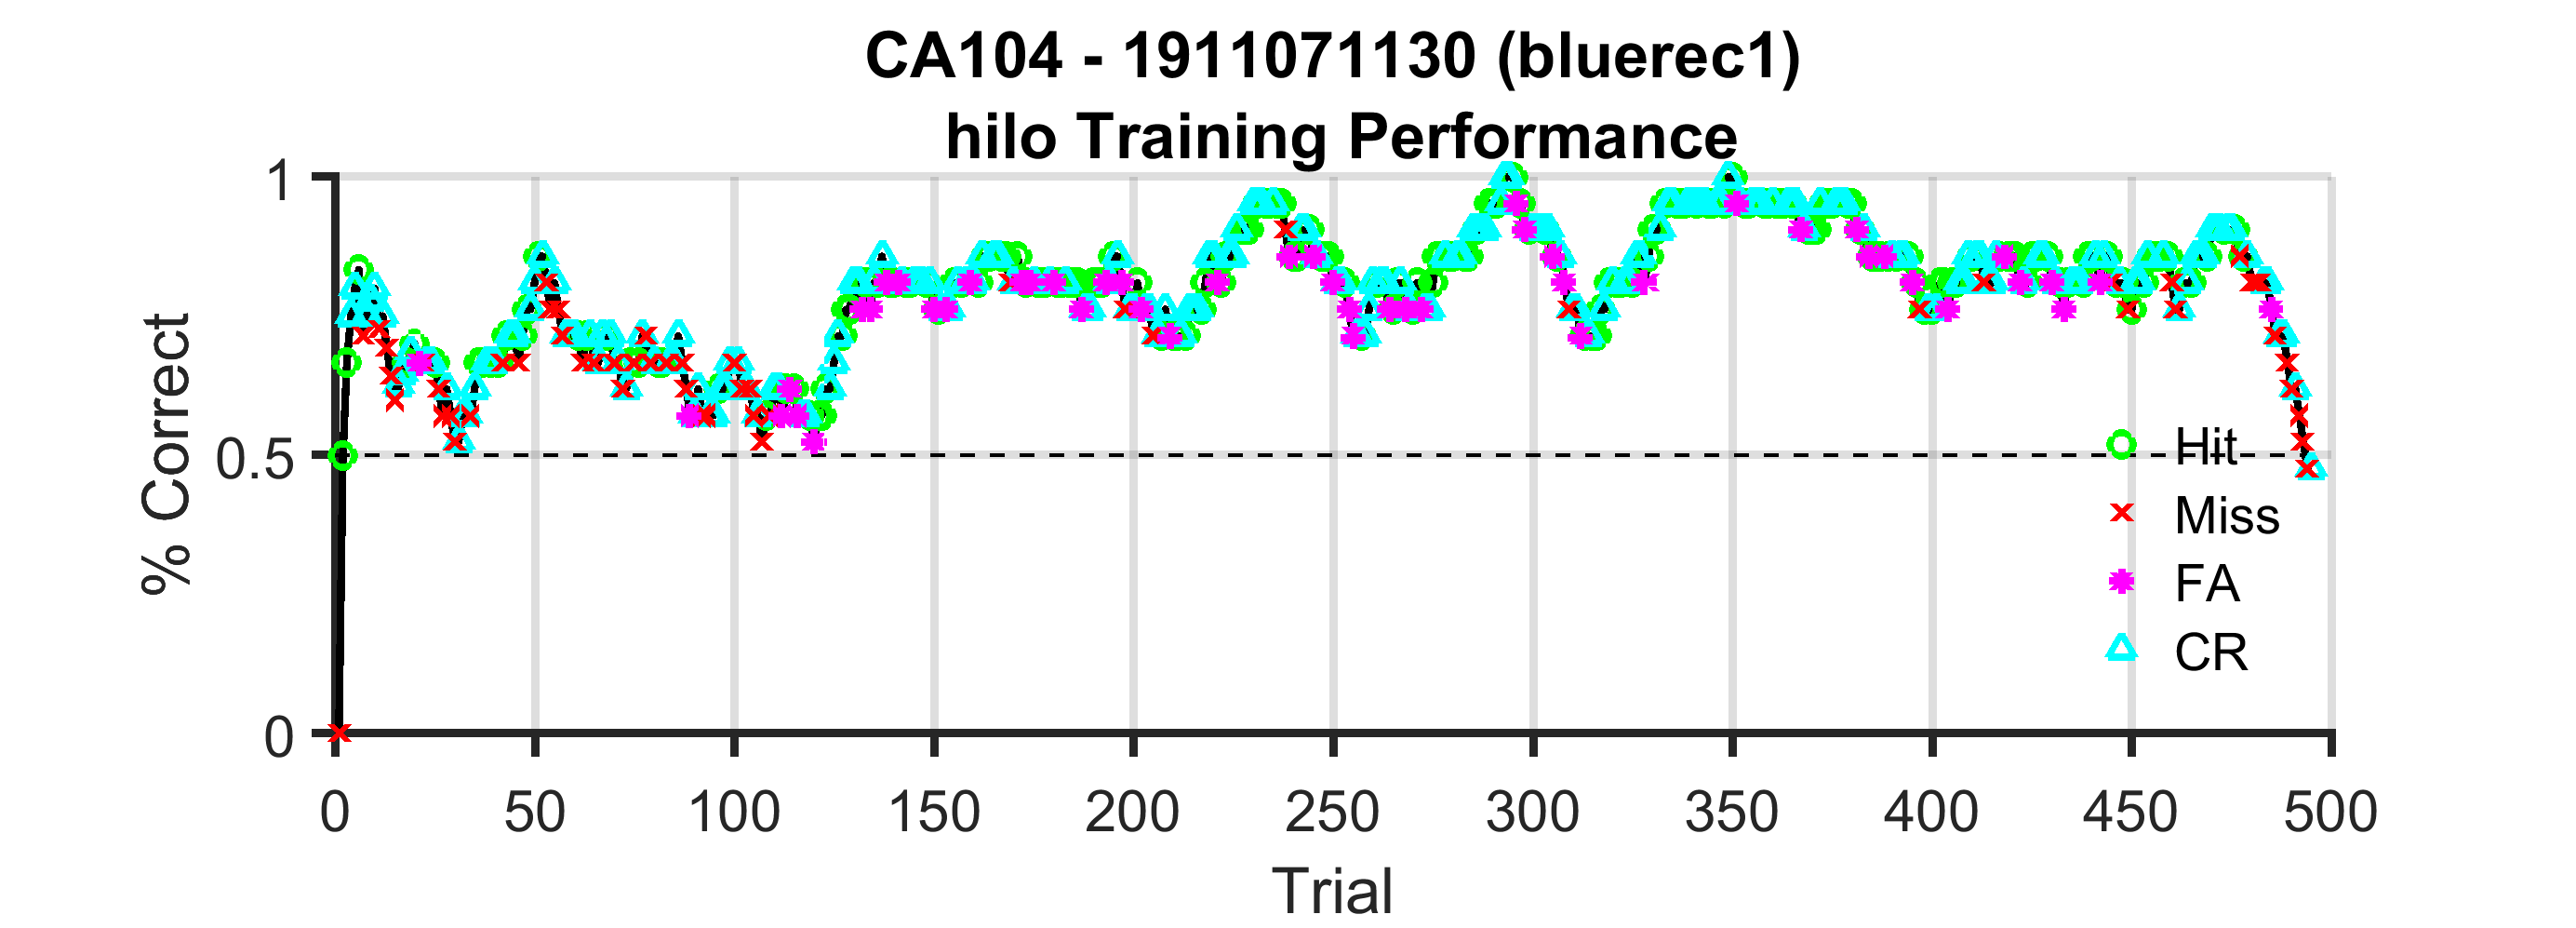 CA104 - 1911071130 (bluerec1)
hilo Training Performance
1
0.5
0
% Correct
Hit
Miss
FA
CR
0 50 100 150 200 250 300 350 400 450 500
Trial